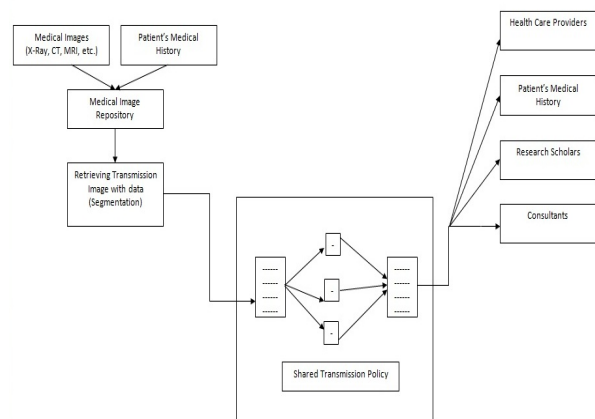 Medical Images
(X-Ray, CT, MRI, etc.)
Patient's Medical
History
Medical Image
Repository
Retrieving Transmission
Image with data
(Segmentation)
------
------
------
------
-
-
-
------
------
------
------
Shared Transmission Policy
Health Care Providers
Patient's Medical
History
Research Scholars
Consultants